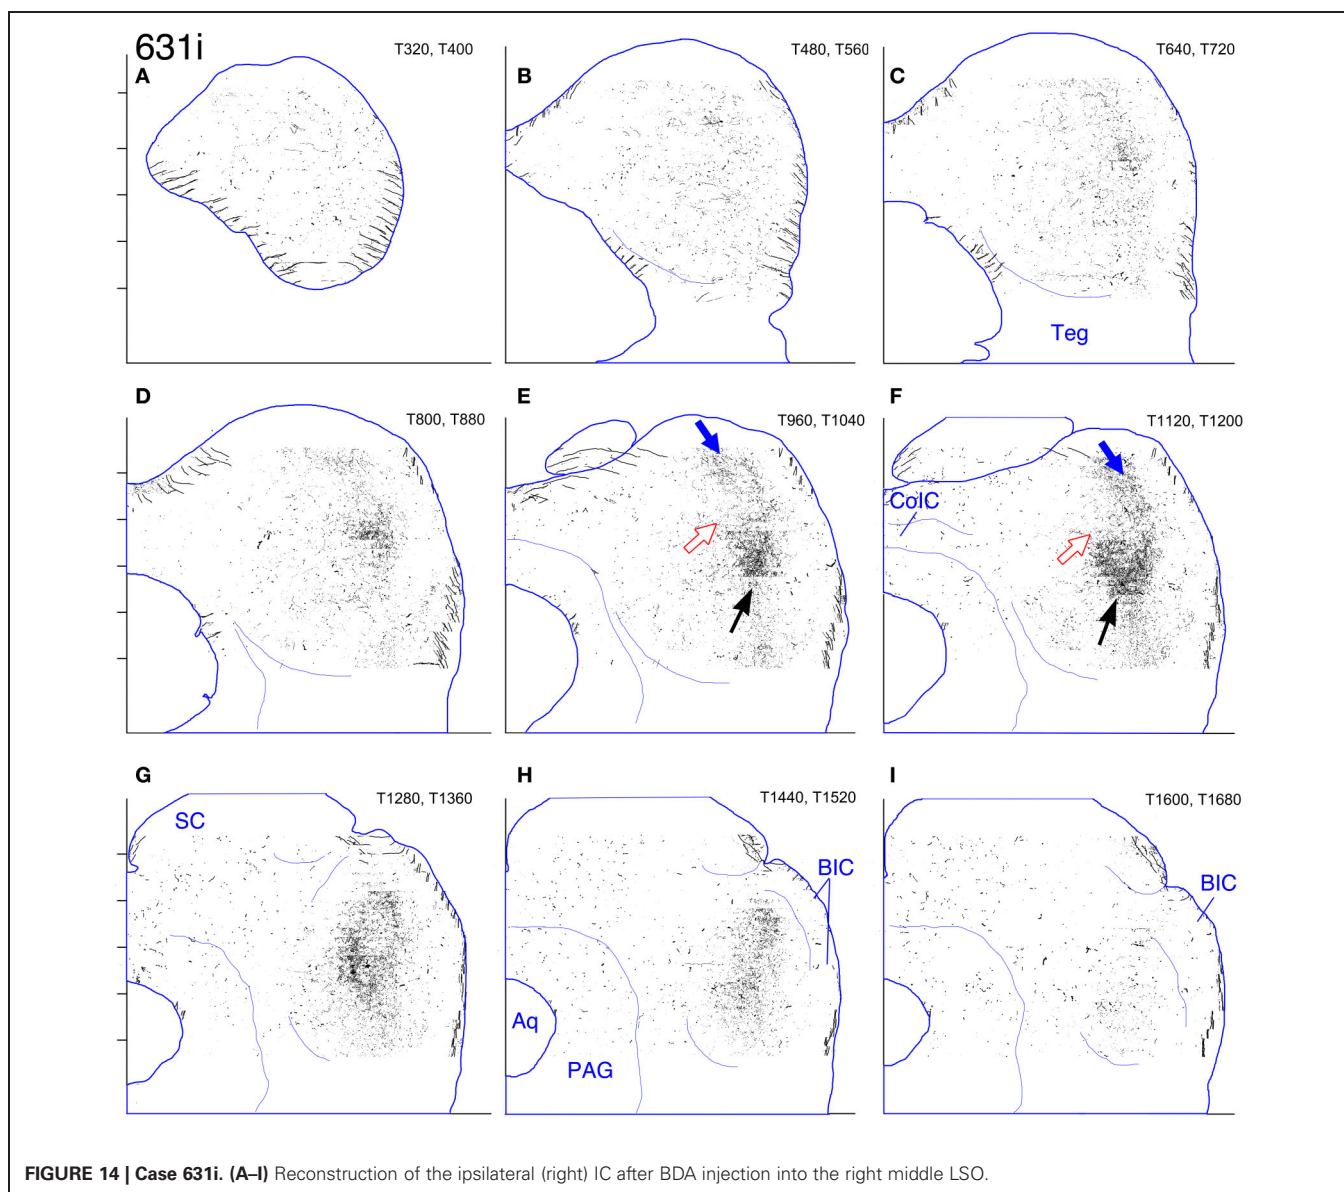 631i
A
T320, T400
B
T480, T560
C
T640, T720
Teg
D
T800, T880
E
T960, T1040
F
T1120, T1200
CoIC
G
T1280, T1360
SC
H
T1440, T1520
BIC
Aq
PAG
I
T1600, T1680
BIC
FIGURE 14 | Case 631i. (A–I) Reconstruction of the ipsilateral (right) IC after BDA injection into the right middle LSO.